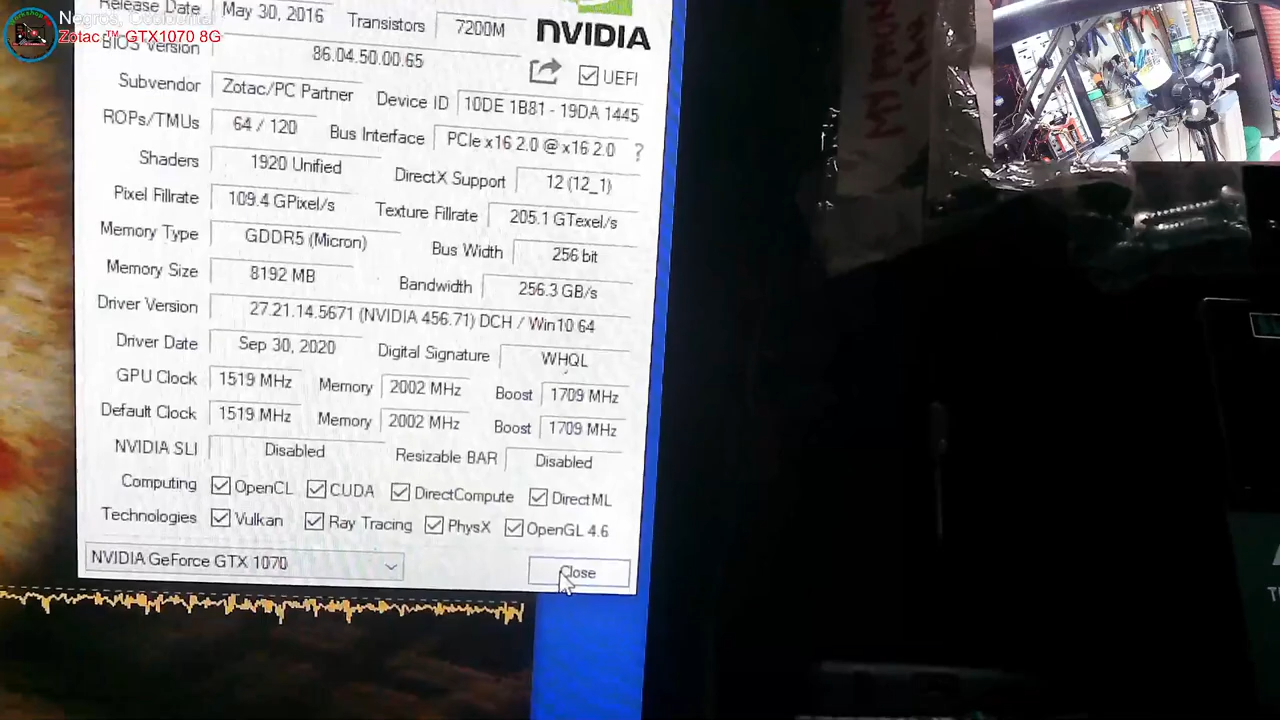 Negros, Occidental
Zotac ™ GTX1070 8G
Release Date May 30, 2016 Transistors 7200M
NVIDIA
BIOS Version 86.04.50.00.65 UEFI
Subvendor Zotac/PC Partner Device ID 10DE 1B81 - 19DA 1445
ROPs/TMUs 64 / 120 Bus Interface PCIe x16 2.0 @ x16 2.0 ?
Shaders 1920 Unified DirectX Support 12 (12_1)
Pixel Fillrate 109.4 GPixel/s Texture Fillrate 205.1 GTexel/s
Memory Type GDDR5 (Micron) Bus Width 256 bit
Memory Size 8192 MB Bandwidth 256.3 GB/s
Driver Version 27.21.14.5671 (NVIDIA 456.71) DCH / Win10 64
Driver Date Sep 30, 2020 Digital Signature WHQL
GPU Clock 1519 MHz Memory 2002 MHz Boost 1709 MHz
Default Clock 1519 MHz Memory 2002 MHz Boost 1709 MHz
NVIDIA SLI Disabled Resizable BAR Disabled
Computing OpenCL CUDA DirectCompute DirectML
Technologies Vulkan Ray Tracing PhysX OpenGL 4.6
NVIDIA GeForce GTX 1070 Close